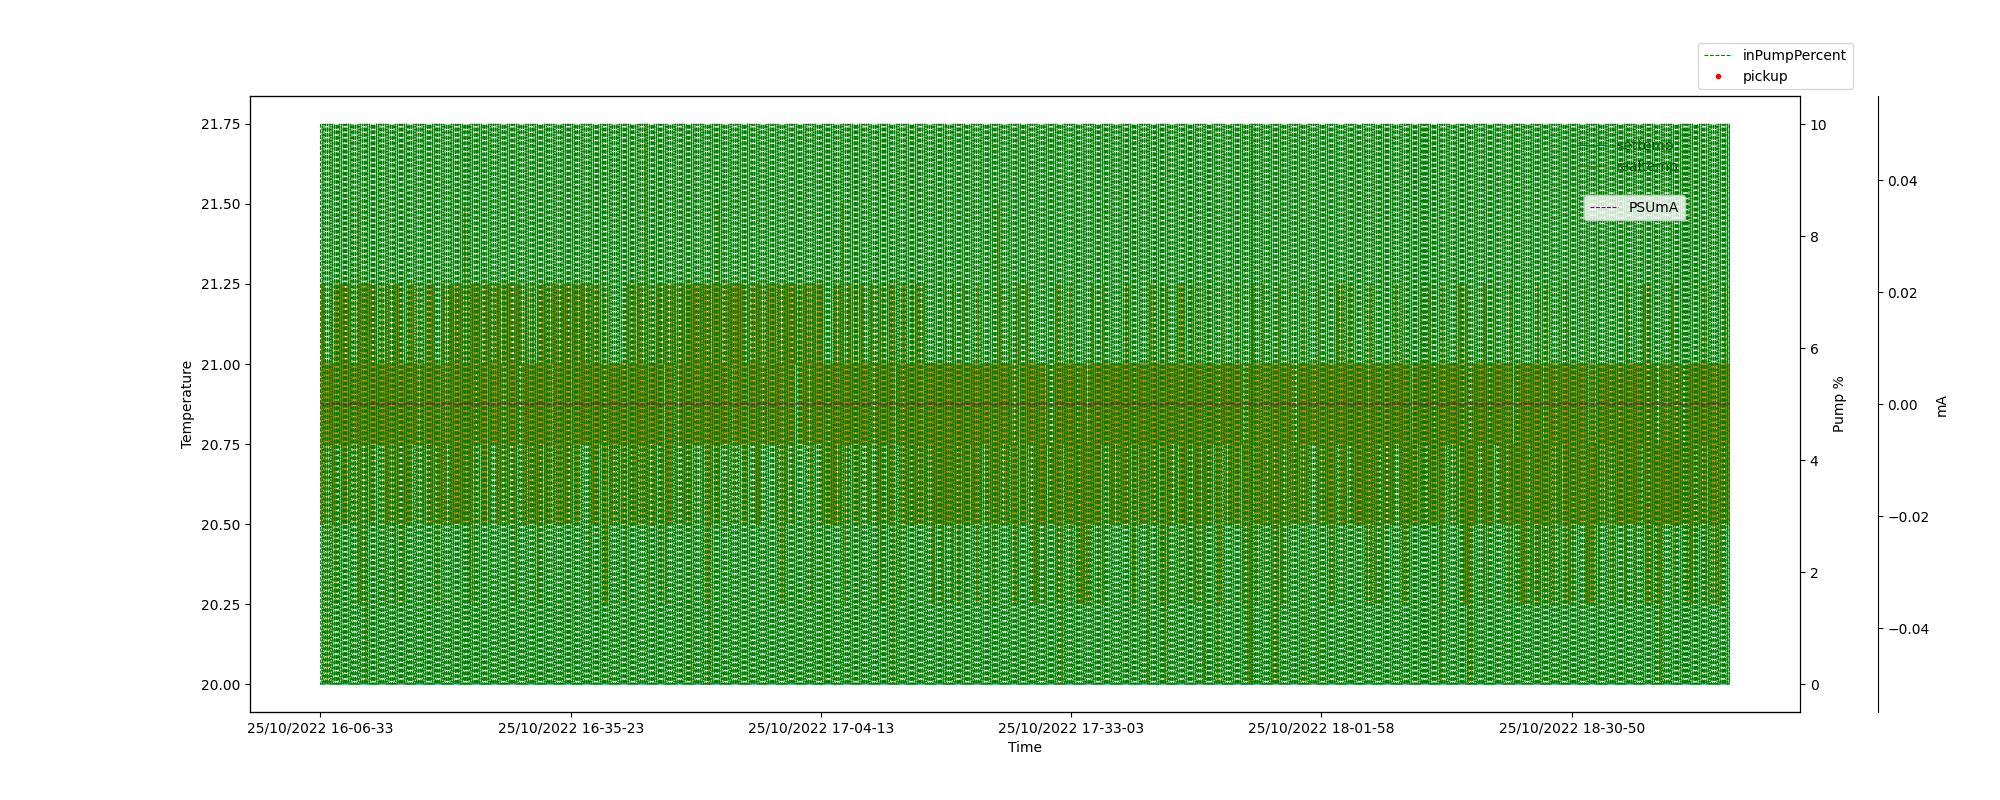 inPumpPercent
pickup
settemp
realtemp
PSUmA
21.75
21.50
21.25
21.00
20.75
20.50
20.25
20.00
Temperature
10
8
6
4
2
0
Pump %
0.04
0.02
0.00
−0.02
−0.04
mA
25/10/2022 16-06-33
25/10/2022 16-35-23
25/10/2022 17-04-13
25/10/2022 17-33-03
25/10/2022 18-01-58
25/10/2022 18-30-50
Time